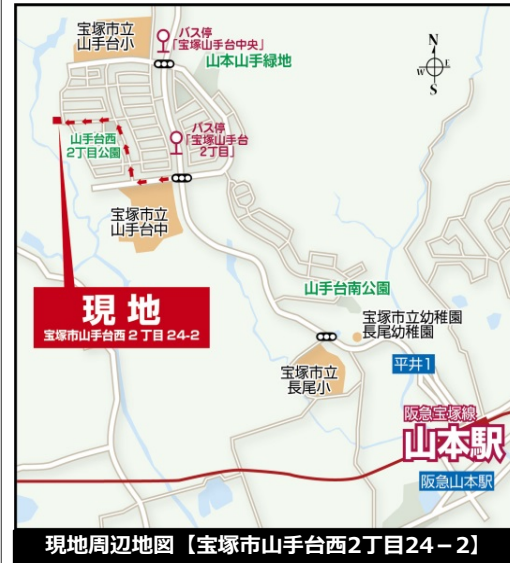 宝塚市立
山手台小
バス停
「宝塚山手台中央」
山本山手緑地
N
W E
S
山手台西
2丁目公園
バス停
「宝塚山手台
2丁目」
宝塚市立
山手台中
現地
宝塚市山手台西2丁目24-2
山手台南公園
宝塚市立幼稚園
長尾幼稚園
宝塚市立
長尾小
平井1
阪急宝塚線
山本駅
阪急山本駅
現地周辺地図【宝塚市山手台西2丁目24−2】